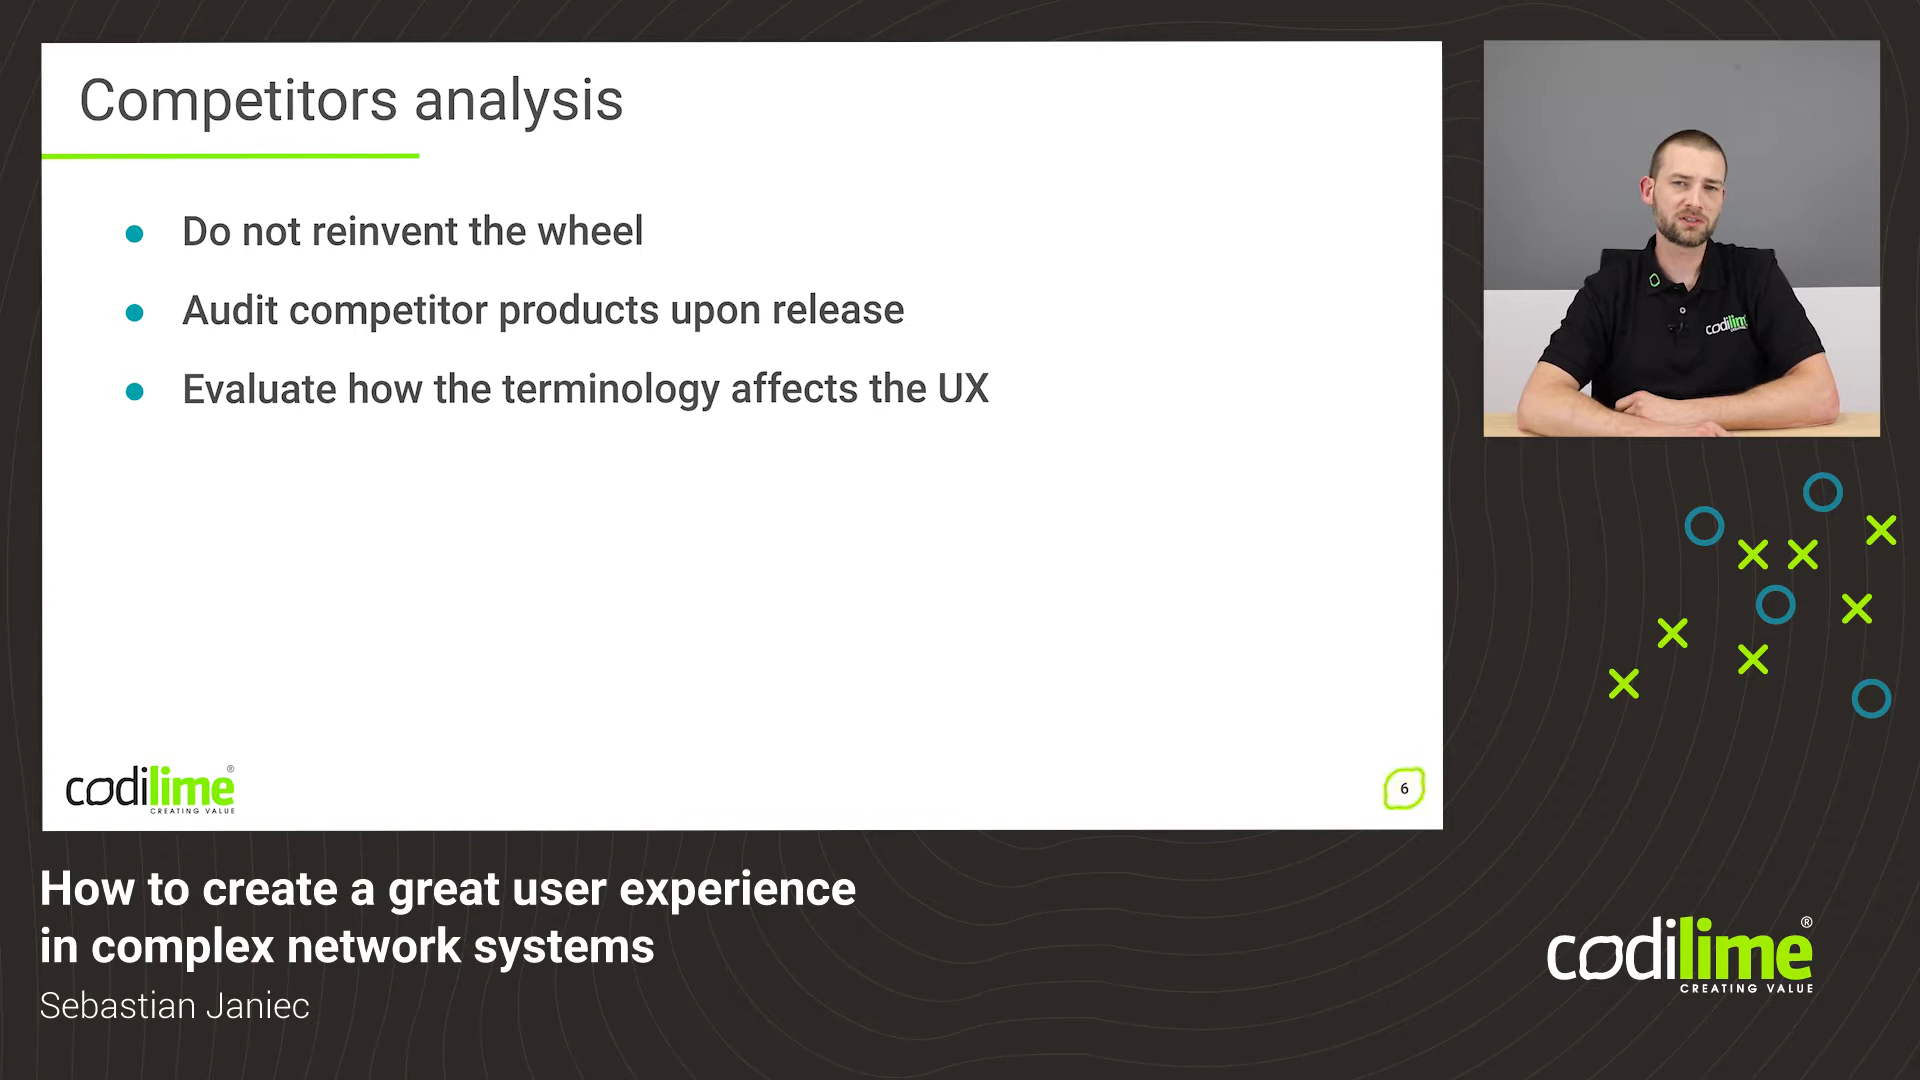 Competitors analysis
Do not reinvent the wheel
Audit competitor products upon release
Evaluate how the terminology affects the UX
codilime®
CREATING VALUE
6
codilime
How to create a great user experience
in complex network systems
Sebastian Janiec
codilime®
CREATING VALUE